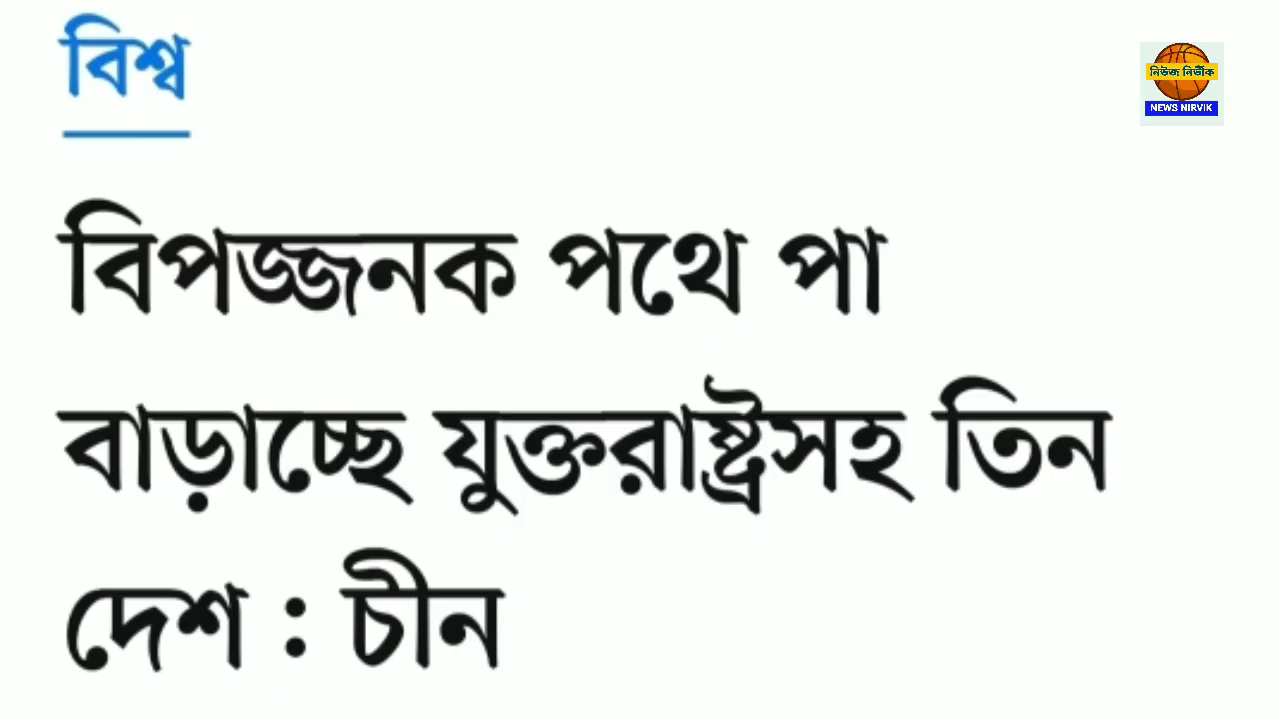 বিশ্ব
নিউজ নির্ভীক
NEWS NIRVIK
বিপজ্জনক পথে পা
বাড়াচ্ছে যুক্তরাষ্ট্রসহ তিন
দেশ : চীন